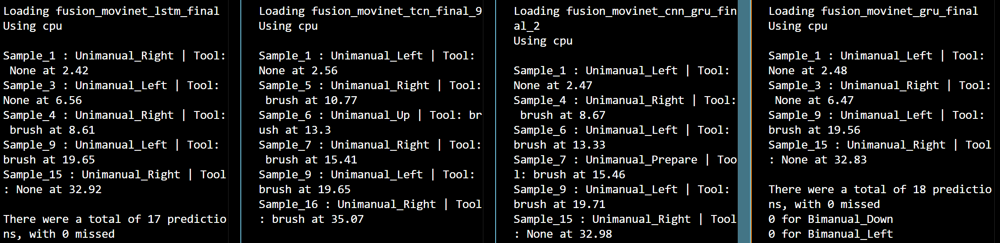 Loading fusion_movinet_lstm_final
Using cpu

Sample_1 : Unimanual_Right | Tool:
 None at 2.42
Sample_3 : Unimanual_Left | Tool:
None at 6.56
Sample_4 : Unimanual_Right | Tool:
 brush at 8.61
Sample_9 : Unimanual_Left | Tool:
brush at 19.65
Sample_15 : Unimanual_Right | Tool
: None at 32.92

There were a total of 17 predictio
ns, with 0 missed

Loading fusion_movinet_tcn_final_9
Using cpu

Sample_1 : Unimanual_Left | Tool:
None at 2.56
Sample_5 : Unimanual_Right | Tool:
 brush at 10.77
Sample_6 : Unimanual_Up | Tool: br
ush at 13.3
Sample_7 : Unimanual_Right | Tool:
 brush at 15.41
Sample_9 : Unimanual_Left | Tool:
brush at 19.65
Sample_16 : Unimanual_Right | Tool
: brush at 35.07

Loading fusion_movinet_cnn_gru_fin
al_2
Using cpu

Sample_1 : Unimanual_Left | Tool:
None at 2.47
Sample_4 : Unimanual_Right | Tool:
 brush at 8.67
Sample_6 : Unimanual_Left | Tool:
brush at 13.33
Sample_7 : Unimanual_Prepare | Too
l: brush at 15.46
Sample_9 : Unimanual_Left | Tool:
brush at 19.71
Sample_15 : Unimanual_Right | Tool
: None at 32.98

Loading fusion_movinet_gru_final
Using cpu

Sample_1 : Unimanual_Left | Tool:
None at 2.48
Sample_3 : Unimanual_Right | Tool:
 None at 6.47
Sample_9 : Unimanual_Left | Tool:
brush at 19.56
Sample_15 : Unimanual_Right | Tool
: None at 32.83

There were a total of 18 predictio
ns, with 0 missed
0 for Bimanual_Down
0 for Bimanual_Left